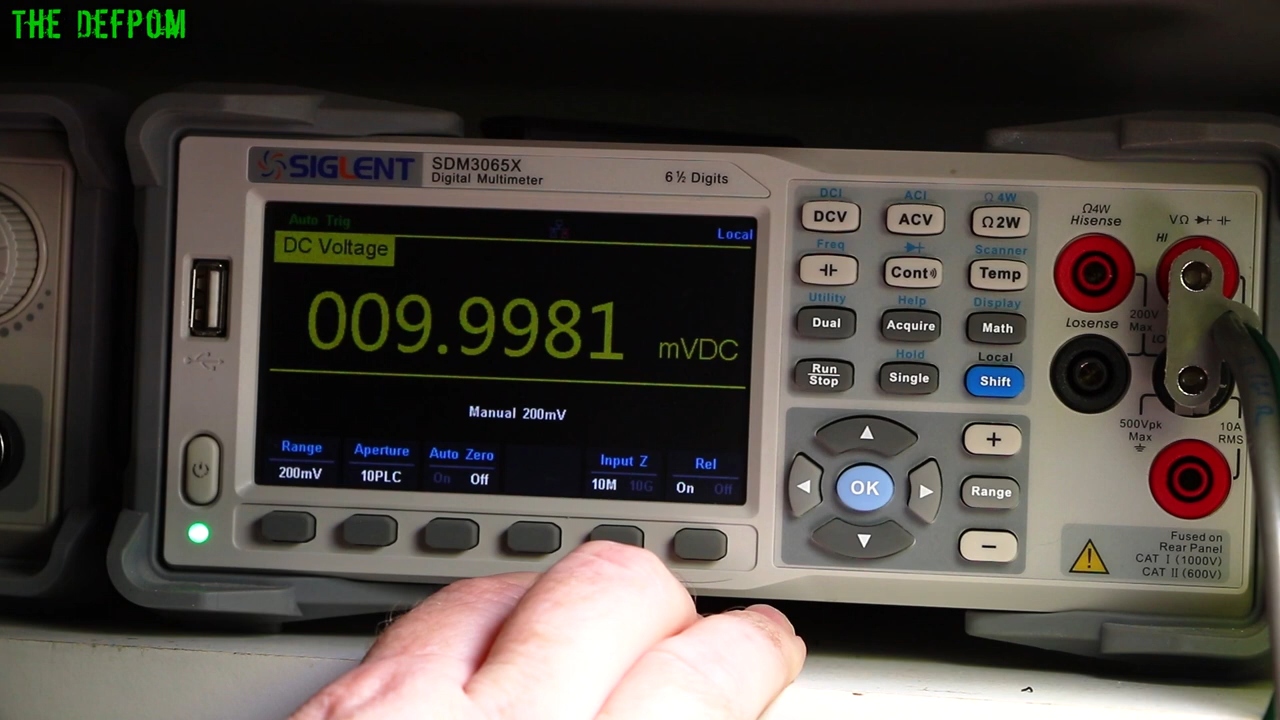 THE DEFPOM
SIGLENT
SDM3065X
Digital Multimeter
6 ½ Digits
Auto Trig
Local
DC Voltage
009.9981 mVDC
Manual 200mV
Range
200mV
Aperture
10PLC
Auto Zero
On Off
Input Z
10M 10G
Rel
On Off
DCI
ACI
Ω 4W
DCV
ACV
Ω2W
Freq
Scanner
Cont
Temp
Utility
Help
Display
Dual
Acquire
Math
Hold
Local
Run
Stop
Single
Shift
OK
+
Range
−
Ω4W
Hisense
VΩ
HI
200V
Max
Losense
LO
500Vpk
Max
10A
RMS
Fused on
Rear Panel
CAT I (1000V)
CAT II (600V)